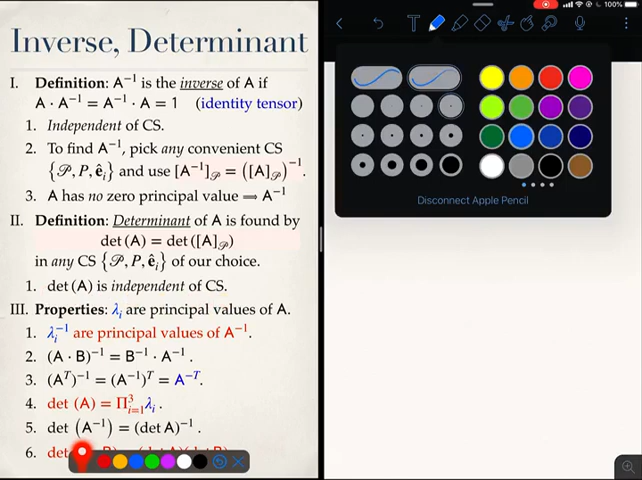 100%
Inverse, Determinant
I. Definition: A⁻¹ is the inverse of A if
A · A⁻¹ = A⁻¹ · A = 1 (identity tensor)
1. Independent of CS.
2. To find A⁻¹, pick any convenient CS
{𝒫, P, ê_i} and use [A⁻¹]_𝒫 = ([A]_𝒫)⁻¹.
3. A has no zero principal value ⟹ A⁻¹
II. Definition: Determinant of A is found by
det (A) = det ([A]_𝒫)
in any CS {𝒫, P, ê_i} of our choice.
1. det (A) is independent of CS.
III. Properties: λ_i are principal values of A.
1. λ_i⁻¹ are principal values of A⁻¹.
2. (A · B)⁻¹ = B⁻¹ · A⁻¹ .
3. (Aᵀ)⁻¹ = (A⁻¹)ᵀ = A⁻ᵀ.
4. det (A) = Π³_{i=1} λ_i .
5. det (A⁻¹) = (det A)⁻¹ .
6. det
Disconnect Apple Pencil